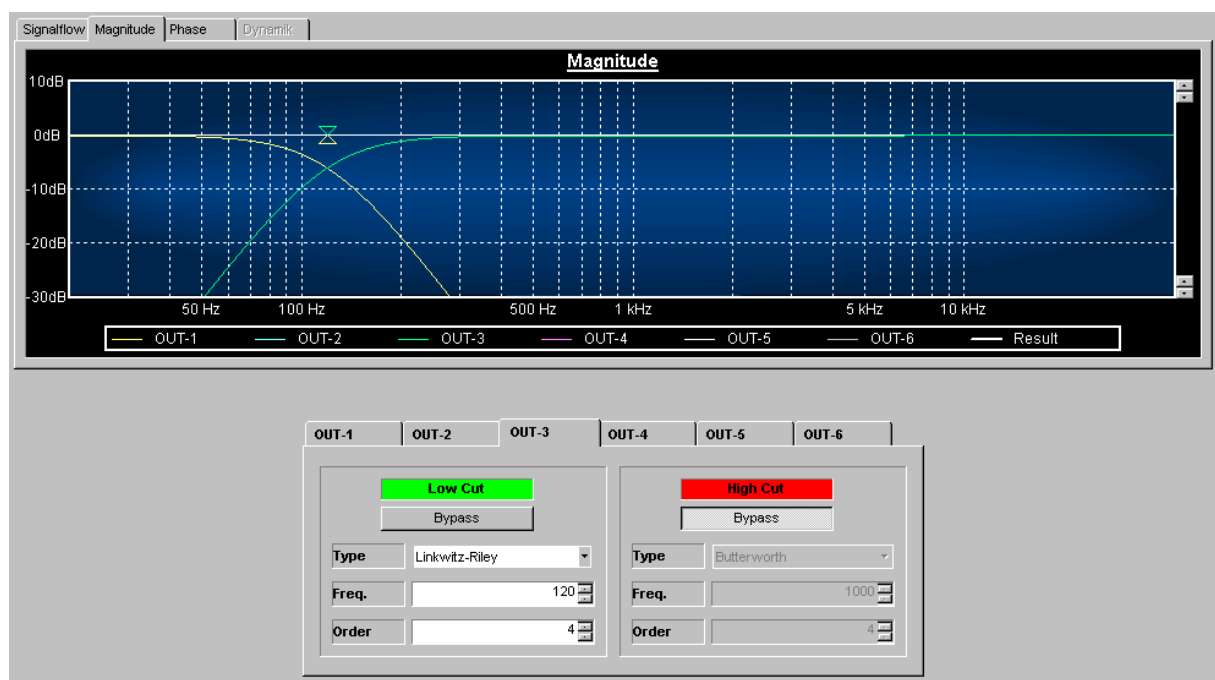 Signalflow Magnitude Phase Dynamik
Magnitude
10dB
0dB
-10dB
-20dB
-30dB
50 Hz 100 Hz 500 Hz 1 kHz 5 kHz 10 kHz
OUT-1 OUT-2 OUT-3 OUT-4 OUT-5 OUT-6 Result
OUT-1 OUT-2 OUT-3 OUT-4 OUT-5 OUT-6
Low Cut High Cut
Bypass Bypass
Type Linkwitz-Riley Type Butterworth
Freq. 120 Freq. 1000
Order 4 Order 4